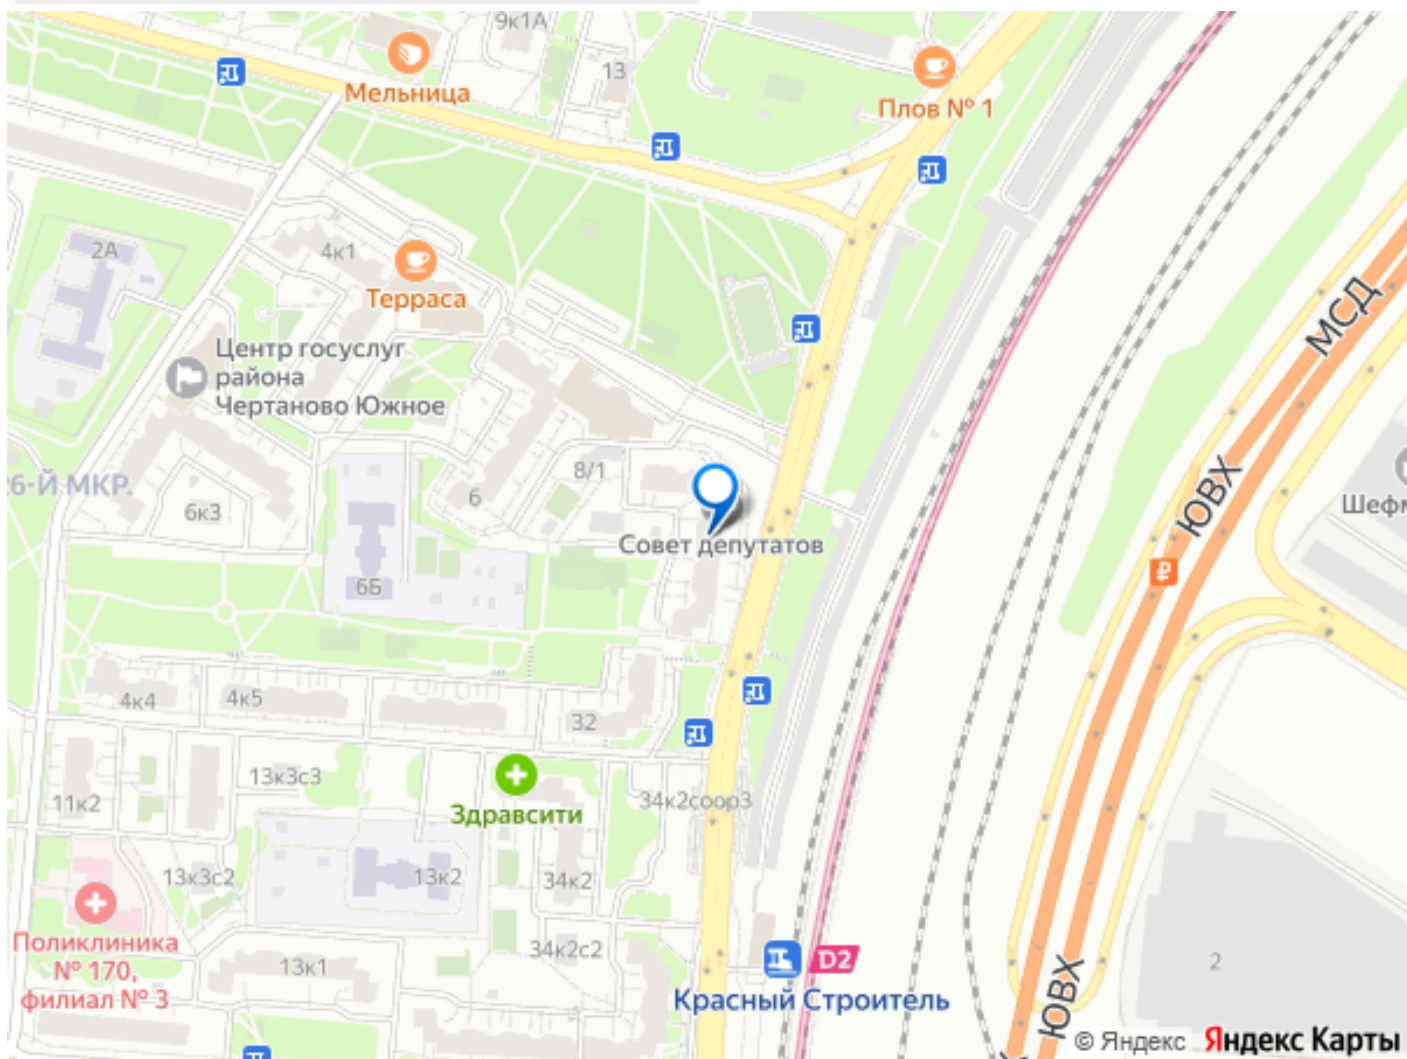 9к1А
13
Мельница
Плов № 1
2А
4к1
Терраса
МСД
Центр госуслуг
района
Чертаново Южное
26-Й МКР.
8/1
6
6к3
ЮВХ
Шефм
Совет депутатов
6Б
₽
4к4
4к5
32
13к3с3
11к2
34к2соор3
Здравсити
13к3с2
13к2
34к2
Поликлиника
№ 170,
филиал № 3
13к1
34к2с2
D2
2
Красный Строитель
ЮВХ
© Яндекс
Яндекс Карты